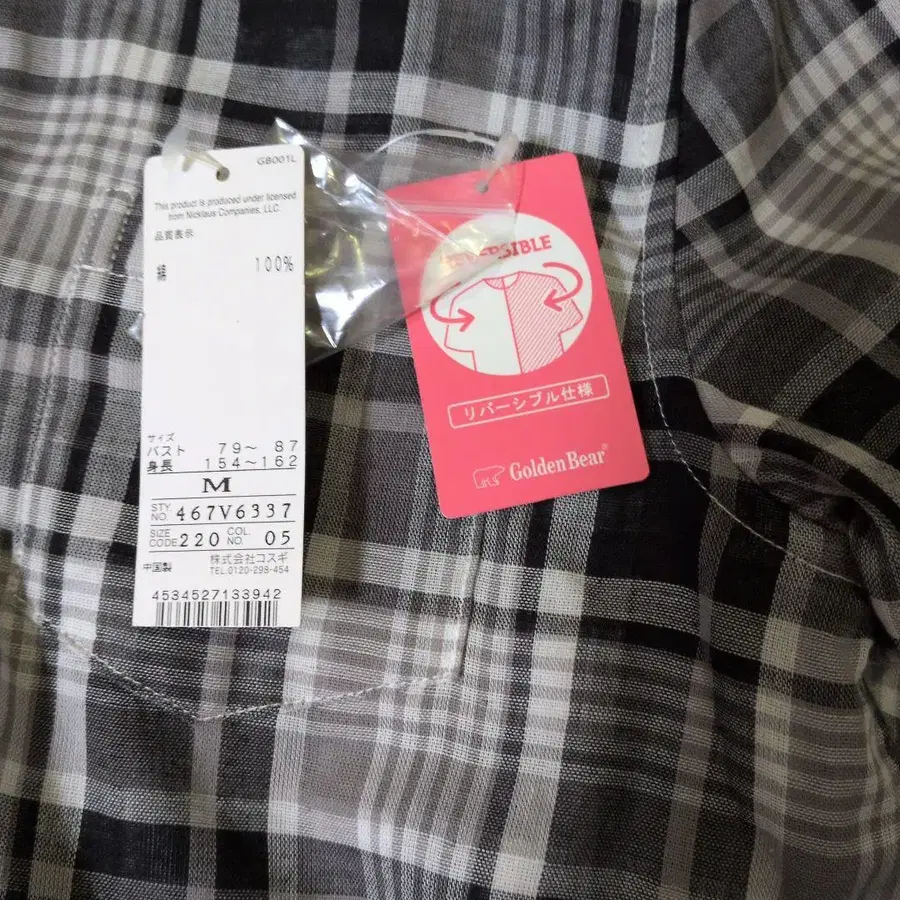 GB001L
This product is produced under licensed
from Nicklaus Companies, LLC.
品質表示
綿 100%
サイズ
バスト 79～ 87
身長 154～162
M
STY. NO. 467V6337
SIZE CODE 220 COL. NO. 05
株式会社コスギ
中国製 TEL.0120-298-454
4534527133942
REVERSIBLE
リバーシブル仕様
Golden Bear®